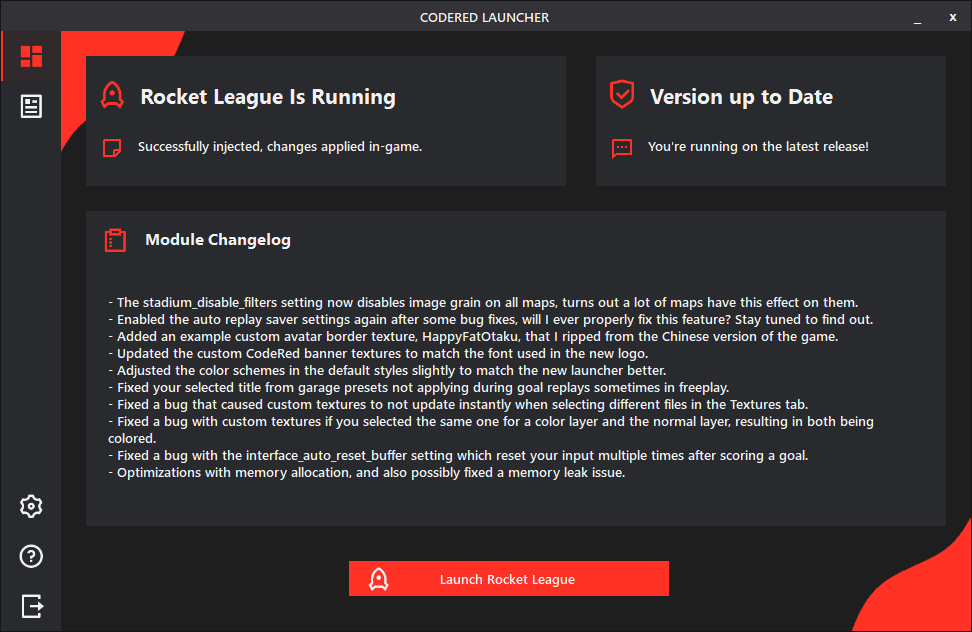 CODERED LAUNCHER
_ x
Rocket League Is Running
Successfully injected, changes applied in-game.
Version up to Date
You're running on the latest release!
Module Changelog
- The stadium_disable_filters setting now disables image grain on all maps, turns out a lot of maps have this effect on them.
- Enabled the auto replay saver settings again after some bug fixes, will I ever properly fix this feature? Stay tuned to find out.
- Added an example custom avatar border texture, HappyFatOtaku, that I ripped from the Chinese version of the game.
- Updated the custom CodeRed banner textures to match the font used in the new logo.
- Adjusted the color schemes in the default styles slightly to match the new launcher better.
- Fixed your selected title from garage presets not applying during goal replays sometimes in freeplay.
- Fixed a bug that caused custom textures to not update instantly when selecting different files in the Textures tab.
- Fixed a bug with custom textures if you selected the same one for a color layer and the normal layer, resulting in both being
colored.
- Fixed a bug with the interface_auto_reset_buffer setting which reset your input multiple times after scoring a goal.
- Optimizations with memory allocation, and also possibly fixed a memory leak issue.
Launch Rocket League